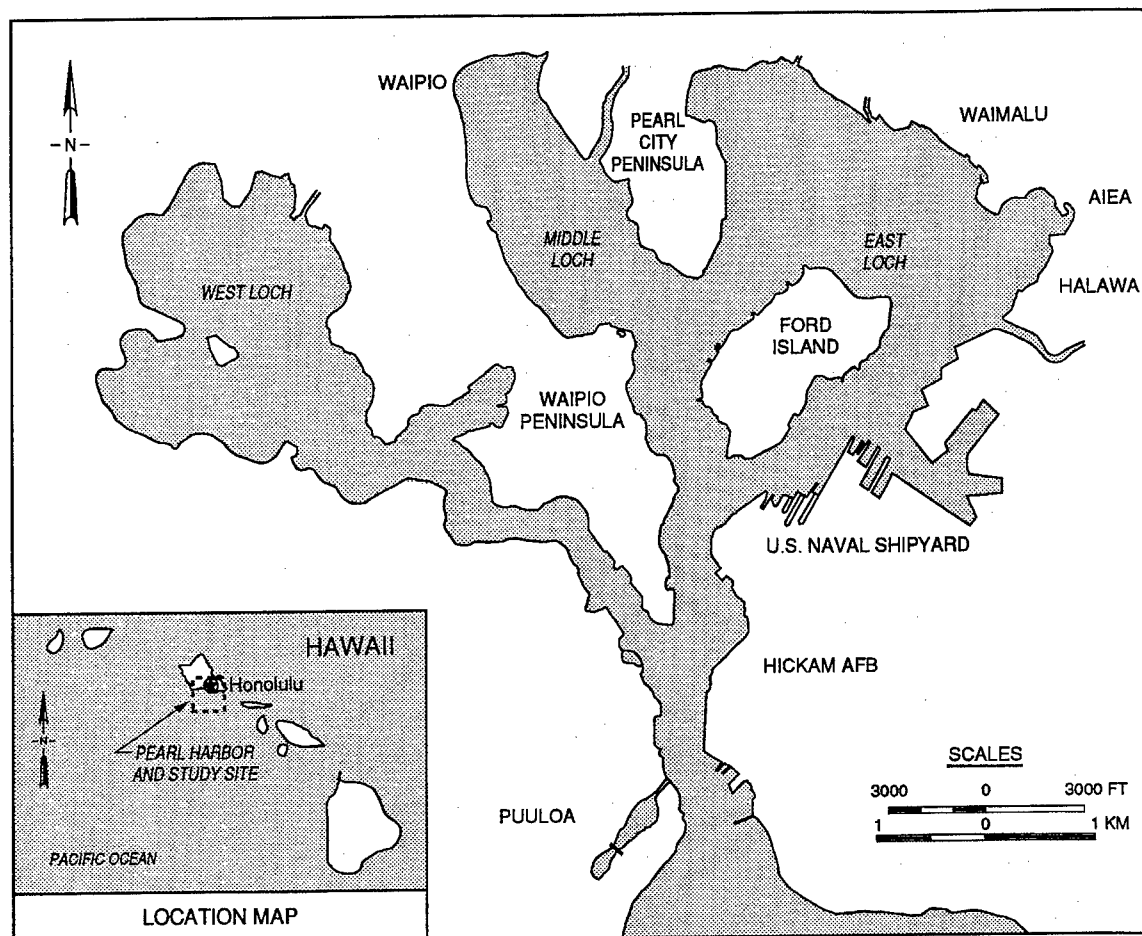 WAIPIO
-N-
PEARL
CITY
PENINSULA
WAIMALU
AIEA
MIDDLE
LOCH
EAST
LOCH
WEST LOCH
HALAWA
FORD
ISLAND
WAIPIO
PENINSULA
U.S. NAVAL SHIPYARD
HICKAM AFB
HAWAII
Honolulu
-N-
PEARL HARBOR
AND STUDY SITE
PACIFIC OCEAN
LOCATION MAP
PUULOA
SCALES
3000 0 3000 FT
1 0 1 KM